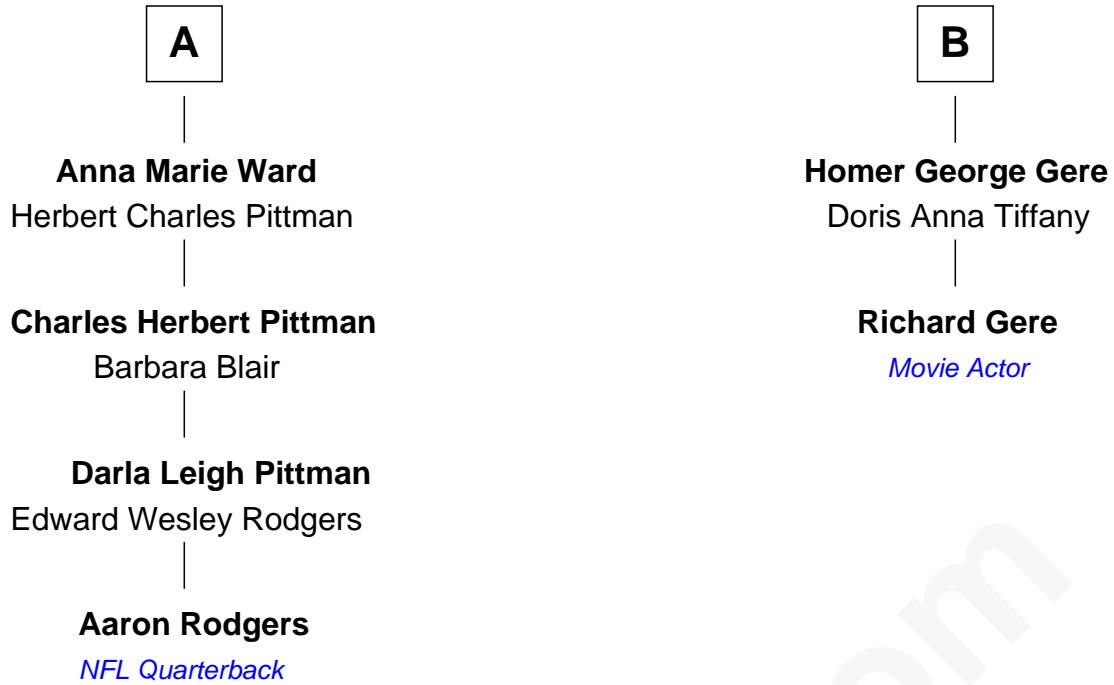 A
Anna Marie Ward
Herbert Charles Pittman
Charles Herbert Pittman
Barbara Blair
Darla Leigh Pittman
Edward Wesley Rodgers
Aaron Rodgers
NFL Quarterback
B
Homer George Gere
Doris Anna Tiffany
Richard Gere
Movie Actor
om